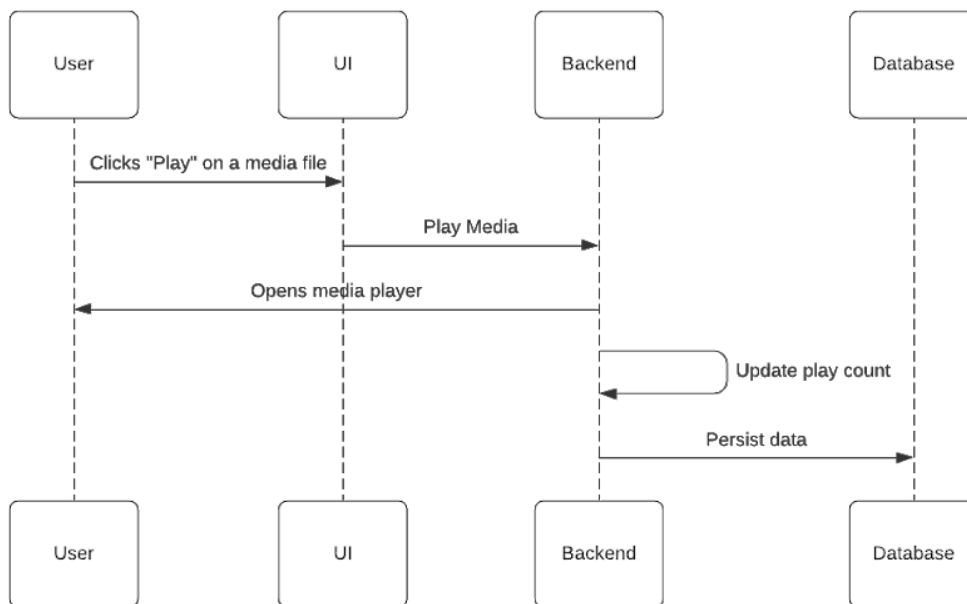 User
UI
Backend
Database
Clicks "Play" on a media file
Play Media
Opens media player
Update play count
Persist data
User
UI
Backend
Database